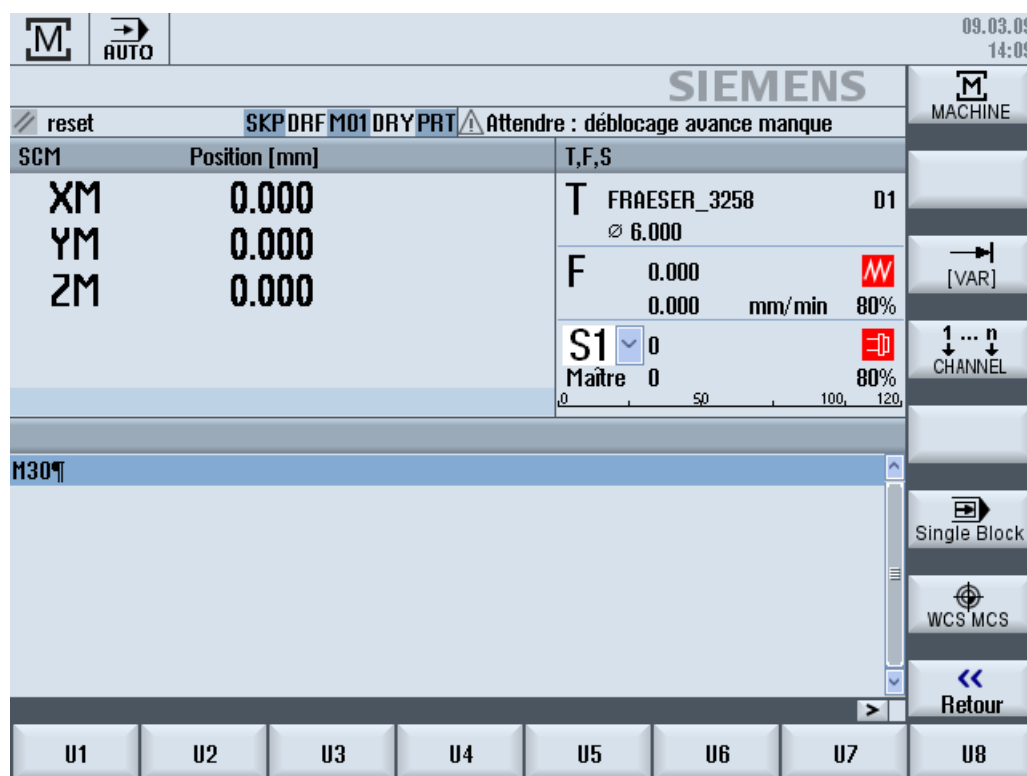 M
AUTO
09.03.09
14:09
SIEMENS
reset SKP DRF M01 DRY PRT Attendre : déblocage avance manque
SCM Position [mm] T,F,S
XM 0.000
YM 0.000
ZM 0.000
T FRAESER_3258 D1
⌀ 6.000
F 0.000
0.000 mm/min 80%
S1 0
Maître 0 80%
0 50 100 120
M30¶
M
MACHINE
[VAR]
1 ... n
CHANNEL
Single Block
WCS MCS
<<
Retour
>
U1 U2 U3 U4 U5 U6 U7 U8